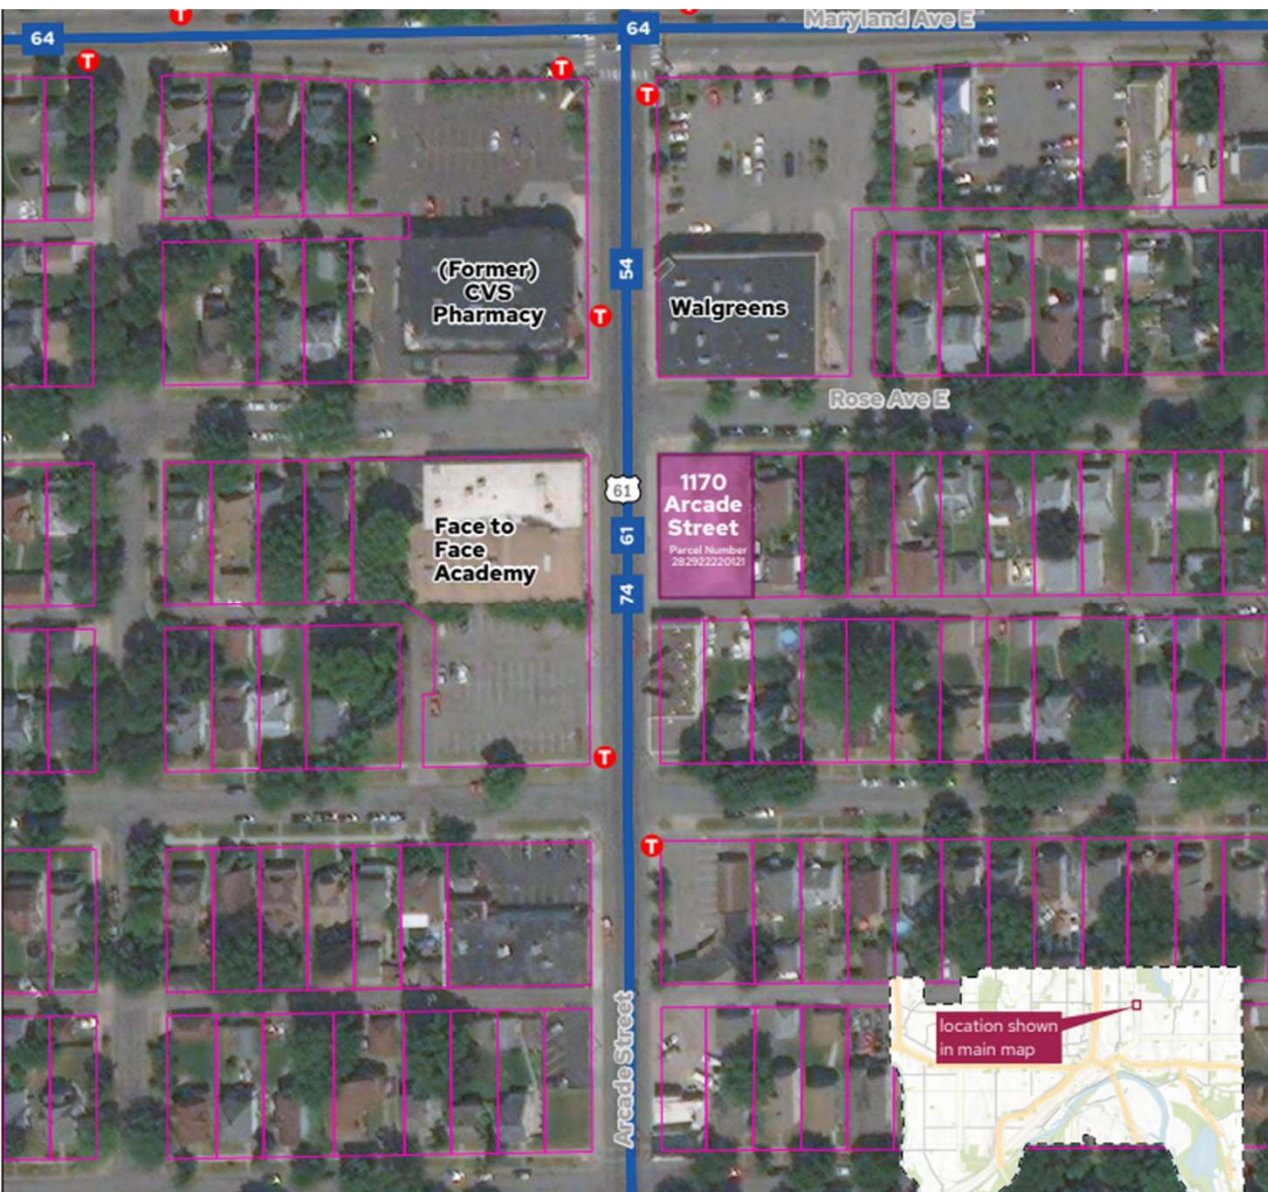 T
T
Maryland Ave E
64
64
T
T
T
(Former)
CVS
Pharmacy
54
Walgreens
T
Rose Ave E
61
1170
Arcade
Street
Parcel Number
282922220121
Face to
Face
Academy
61
74
T
T
Arcade Street
location shown
in main map